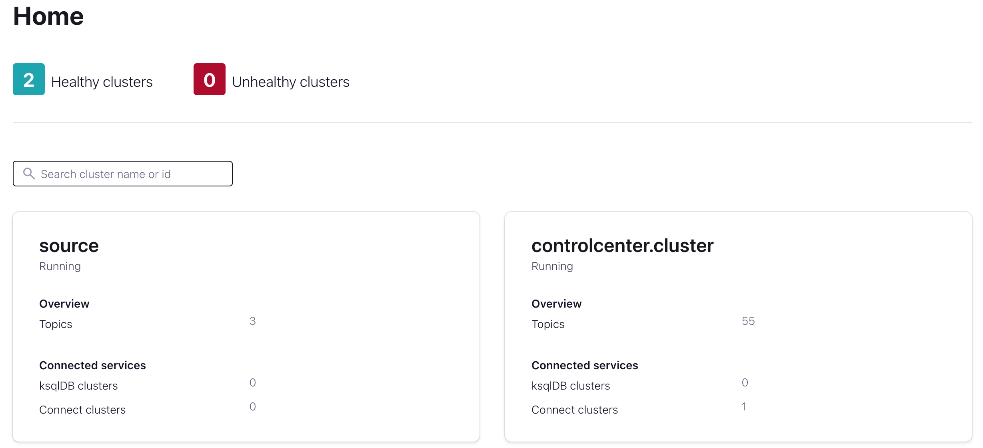 Home
2 Healthy clusters 0 Unhealthy clusters
Search cluster name or id
source
Running
Overview
Topics 3
Connected services
ksqlDB clusters 0
Connect clusters 0
controlcenter.cluster
Running
Overview
Topics 55
Connected services
ksqlDB clusters 0
Connect clusters 1